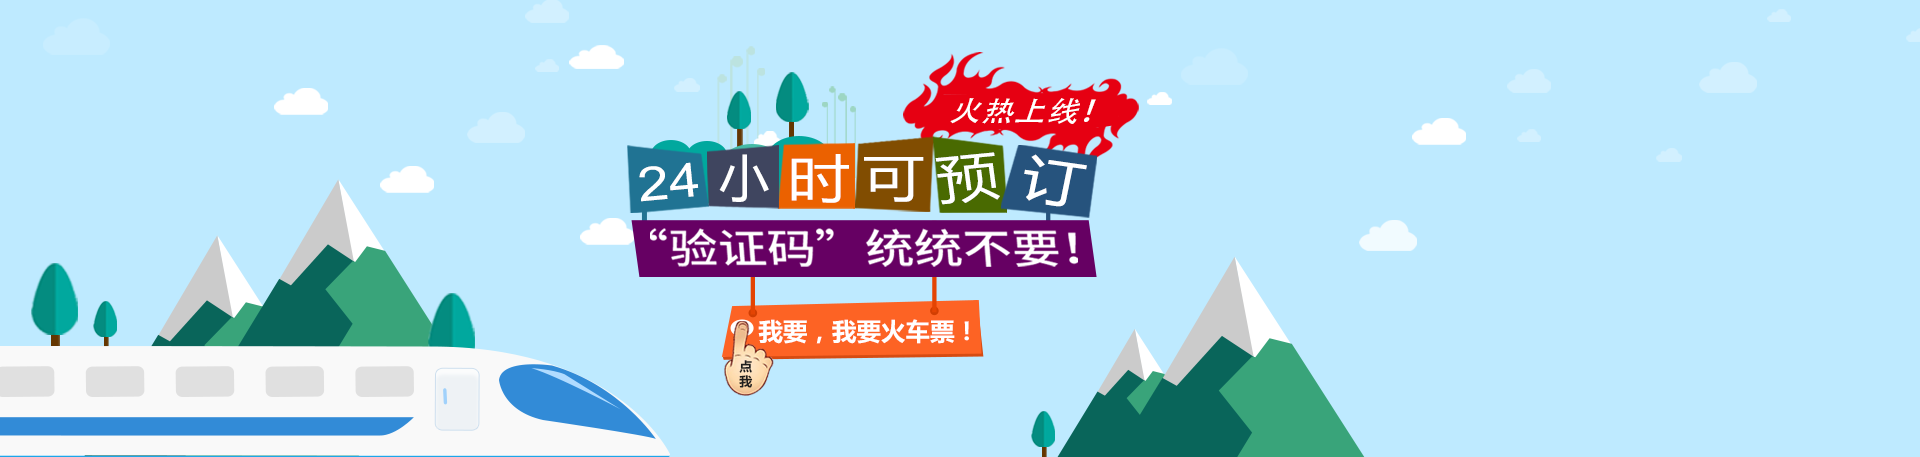 火热上线！
24小时可预订
“验证码” 统统不要！
我要，我要火车票！
点
我